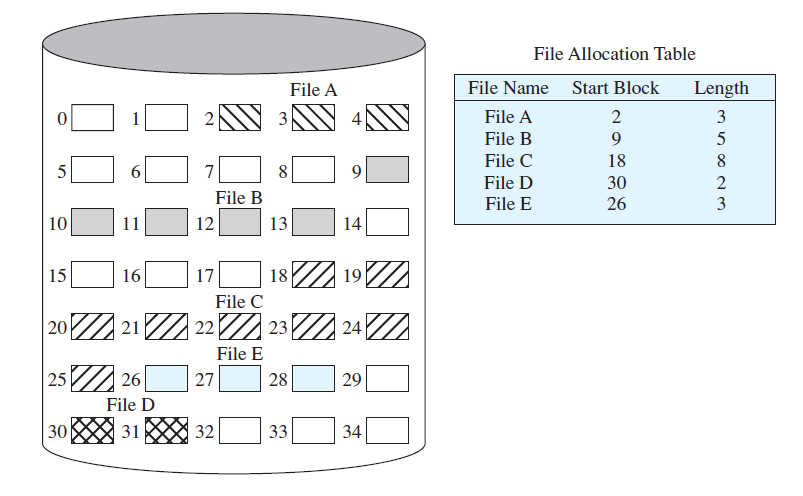 File Allocation Table
File Name Start Block Length
File A 2 3
File B 9 5
File C 18 8
File D 30 2
File E 26 3
File A
0 1 2 3 4
5 6 7 8 9
File B
10 11 12 13 14
15 16 17 18 19
File C
20 21 22 23 24
File E
25 26 27 28 29
File D
30 31 32 33 34